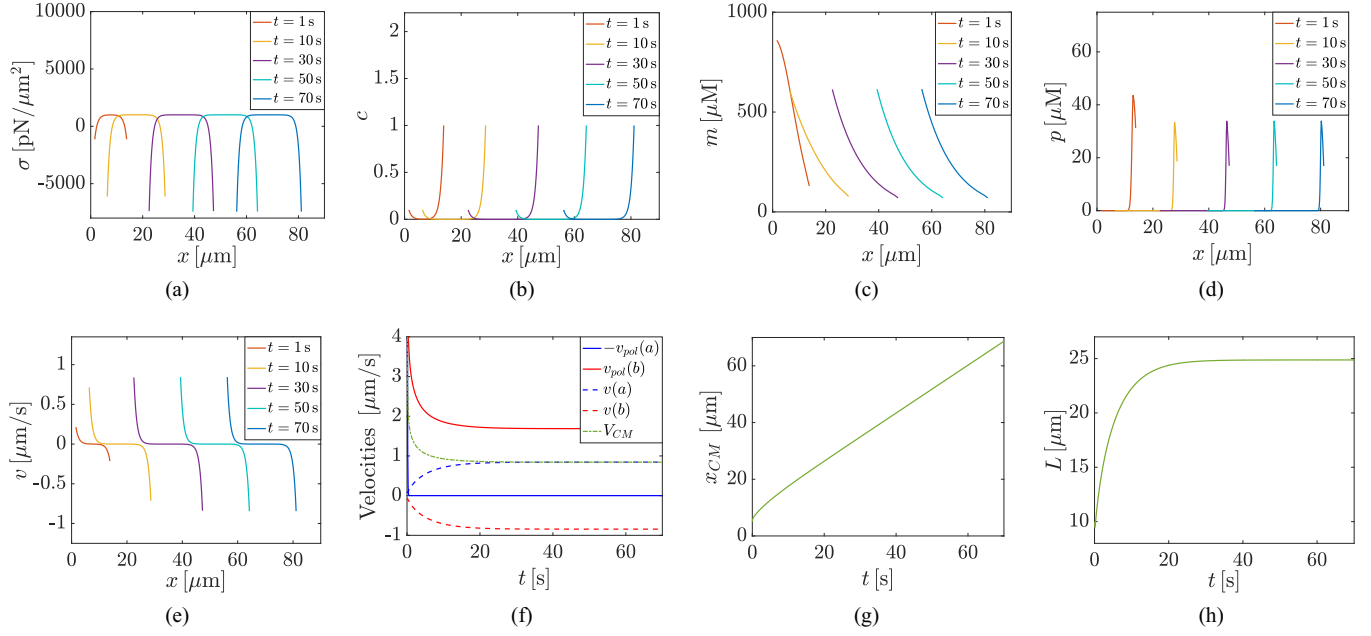 10000
5000
0
-5000
σ [pN/μm²]
0 20 40 60 80
x [μm]
t = 1 s
t = 10 s
t = 30 s
t = 50 s
t = 70 s
(a)
2
1.5
1
0.5
0
c
0 20 40 60 80
x [μm]
t = 1 s
t = 10 s
t = 30 s
t = 50 s
t = 70 s
(b)
1000
500
0
m [μM]
0 20 40 60 80
x [μm]
t = 1 s
t = 10 s
t = 30 s
t = 50 s
t = 70 s
(c)
60
40
20
0
p [μM]
0 20 40 60 80
x [μm]
t = 1 s
t = 10 s
t = 30 s
t = 50 s
t = 70 s
(d)
1
0.5
0
-0.5
-1
v [μm/s]
0 20 40 60 80
x [μm]
t = 1 s
t = 10 s
t = 30 s
t = 50 s
t = 70 s
(e)
4
3
2
1
0
-1
Velocities [μm/s]
0 20 40 60
t [s]
−v_pol(a)
v_pol(b)
v(a)
v(b)
V_CM
(f)
60
40
20
0
x_CM [μm]
0 20 40 60
t [s]
(g)
25
20
15
10
L [μm]
0 20 40 60
t [s]
(h)